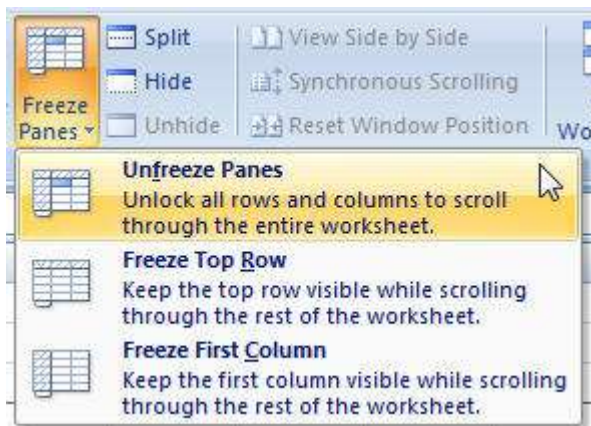 Split
View Side by Side
Hide
Synchronous Scrolling
Freeze
Panes
Unhide
Reset Window Position
Unfreeze Panes
Unlock all rows and columns to scroll
through the entire worksheet.
Freeze Top Row
Keep the top row visible while scrolling
through the rest of the worksheet.
Freeze First Column
Keep the first column visible while scrolling
through the rest of the worksheet.